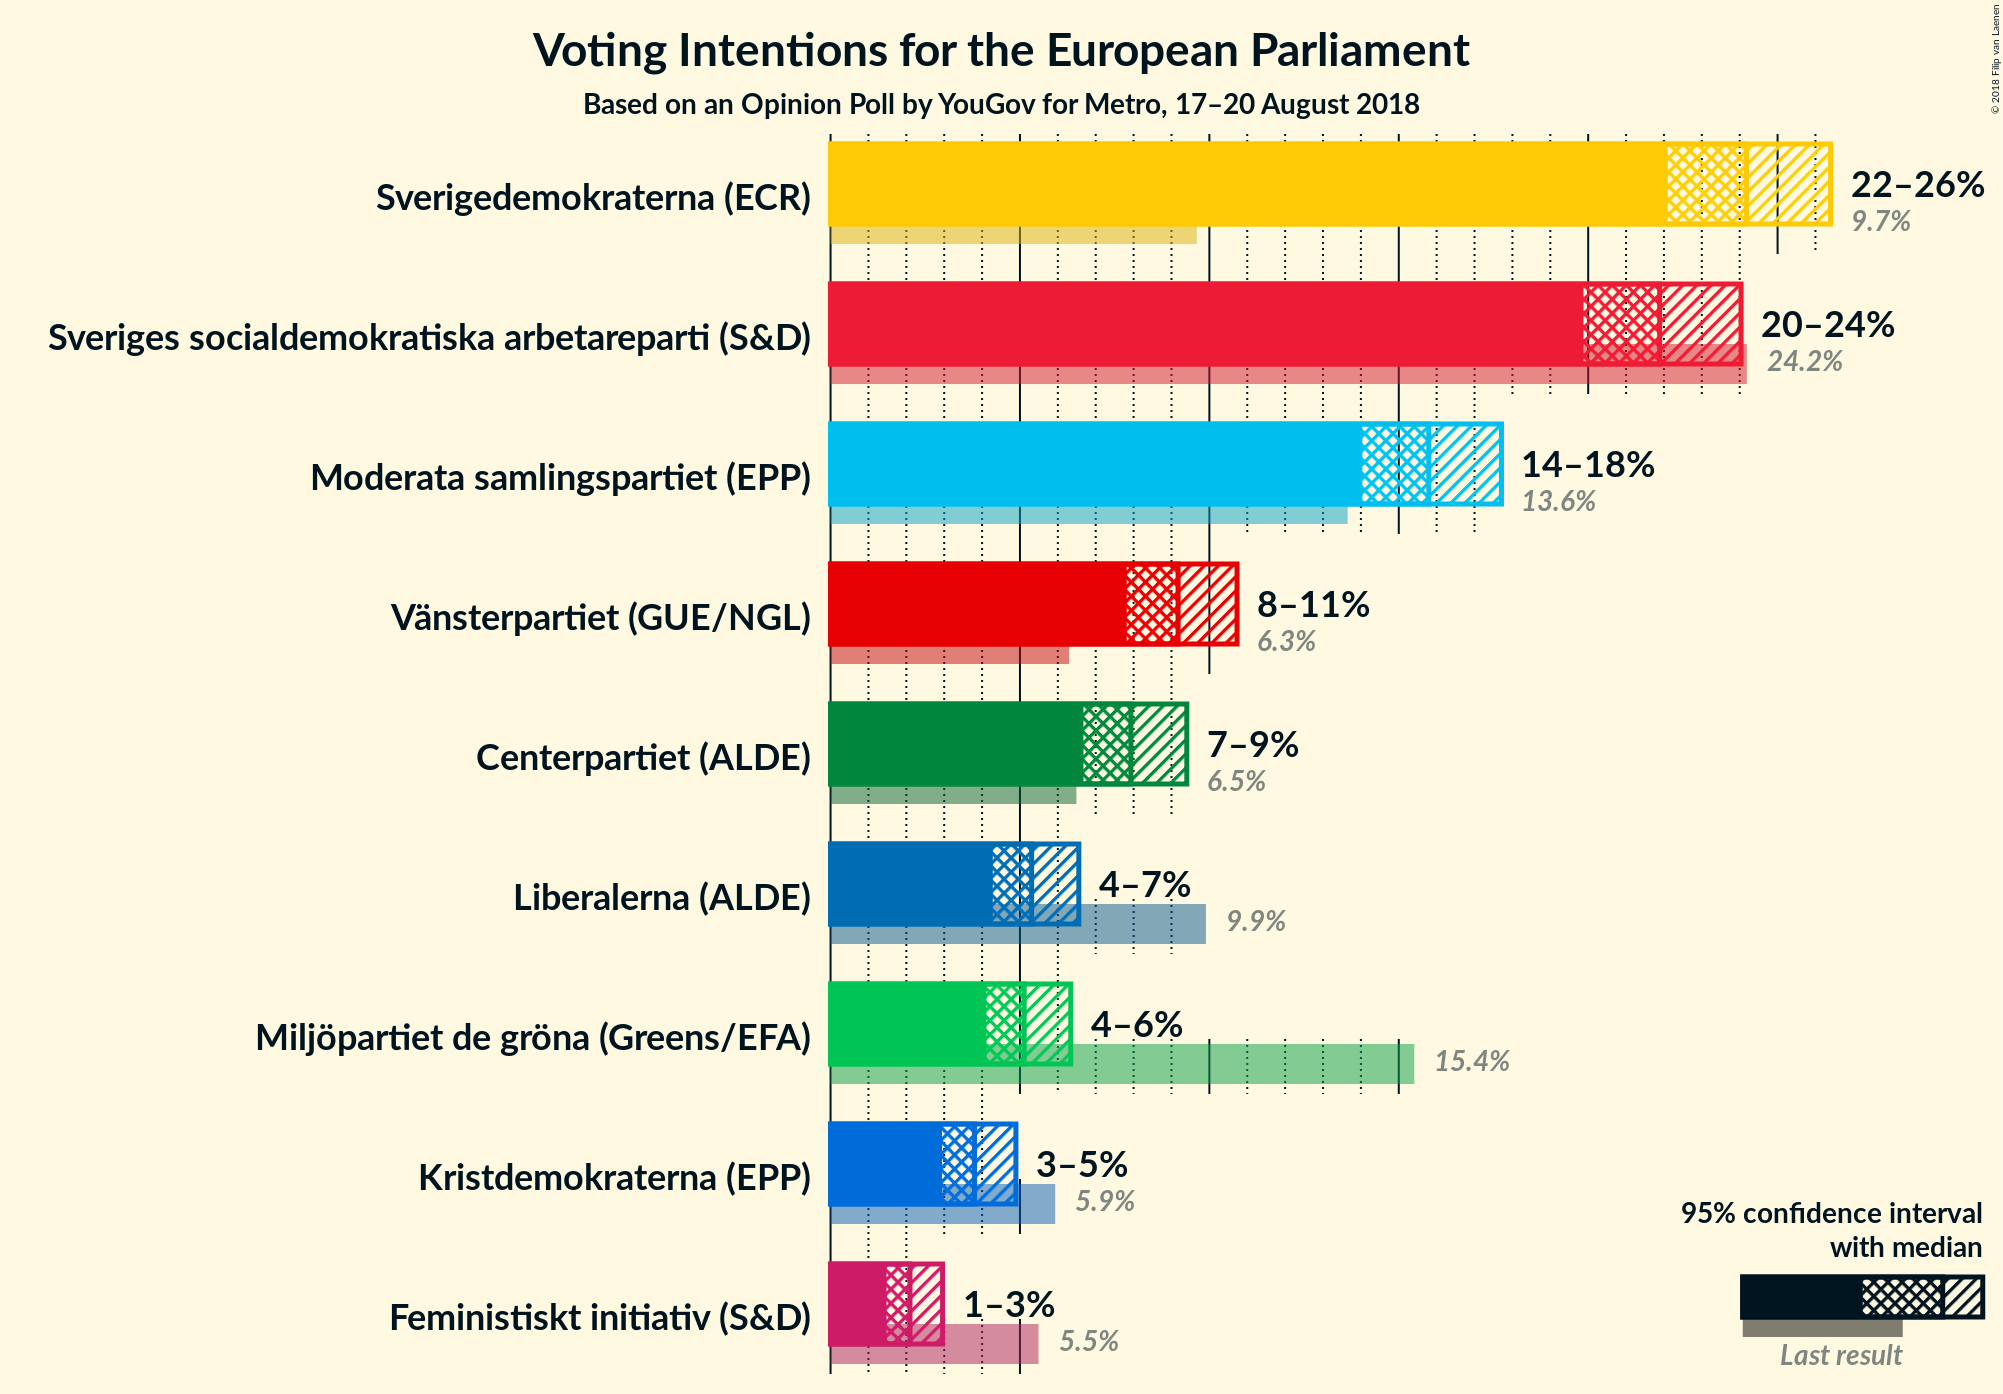 Voting Intentions for the European Parliament
Based on an Opinion Poll by YouGov for Metro, 17–20 August 2018
© 2018 Filip van Laenen
Sverigedemokraterna (ECR)
22–26%
9.7%
Sveriges socialdemokratiska arbetareparti (S&D)
20–24%
24.2%
Moderata samlingspartiet (EPP)
14–18%
13.6%
Vänsterpartiet (GUE/NGL)
8–11%
6.3%
Centerpartiet (ALDE)
7–9%
6.5%
Liberalerna (ALDE)
4–7%
9.9%
Miljöpartiet de gröna (Greens/EFA)
4–6%
15.4%
Kristdemokraterna (EPP)
3–5%
5.9%
Feministiskt initiativ (S&D)
1–3%
5.5%
95% confidence interval
with median
Last result